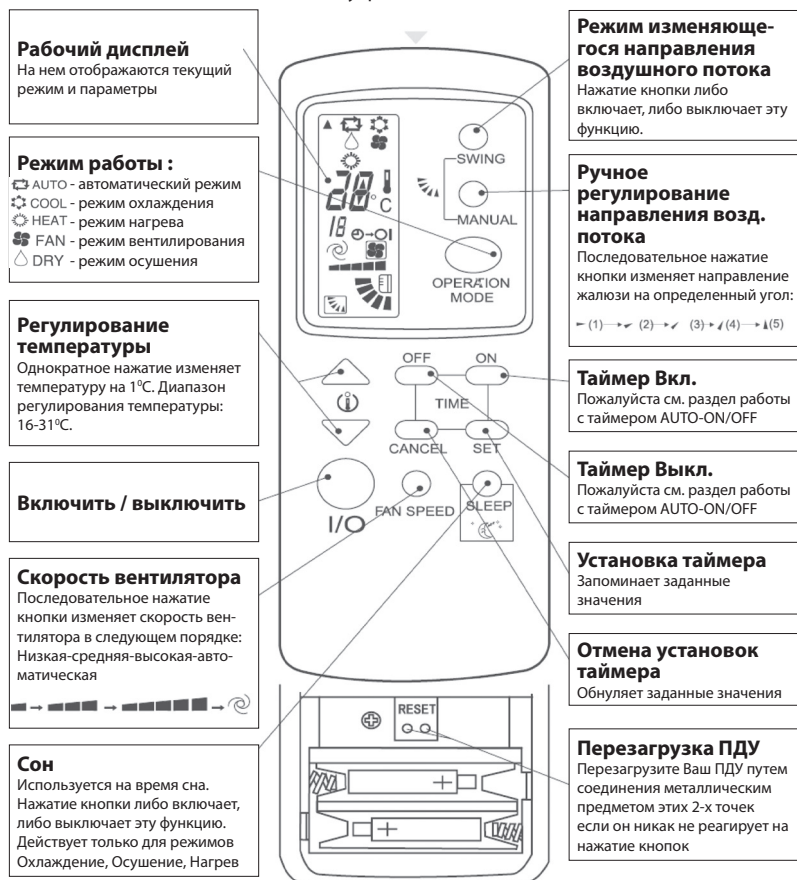 Рабочий дисплей
На нем отображаются текущий
режим и параметры
Режим работы :
AUTO - автоматический режим
COOL - режим охлаждения
HEAT - режим нагрева
FAN - режим вентилирования
DRY - режим осушения
Регулирование
температуры
Однократное нажатие изменяет
температуру на 1⁰С. Диапазон
регулирования температуры:
16-31⁰С.
Включить / выключить
Скорость вентилятора
Последовательное нажатие
кнопки изменяет скорость вен-
тилятора в следующем порядке:
Низкая-средняя-высокая-авто-
матическая
Сон
Используется на время сна.
Нажатие кнопки либо включает,
либо выключает эту функцию.
Действует только для режимов
Охлаждение, Осушение, Нагрев
28 °C
18
SWING
MANUAL
OPERATION
MODE
OFF
ON
TIME
CANCEL
SET
I/O
FAN SPEED
SLEEP
RESET
+
+
Режим изменяюще-
гося направления
воздушного потока
Нажатие кнопки либо
включает, либо выключает эту
функцию.
Ручное
регулирование
направления возд.
потока
Последовательное нажатие
кнопки изменяет направление
жалюзи на определенный угол:
(1) (2) (3) (4) (5)
Таймер Вкл.
Пожалуйста см. раздел работы
с таймером AUTO-ON/OFF
Таймер Выкл.
Пожалуйста см. раздел работы
с таймером AUTO-ON/OFF
Установка таймера
Запоминает заданные
значения
Отмена установок
таймера
Обнуляет заданные значения
Перезагрузка ПДУ
Перезагрузите Ваш ПДУ путем
соединения металлическим
предметом этих 2-х точек
если он никак не реагирует на
нажатие кнопок